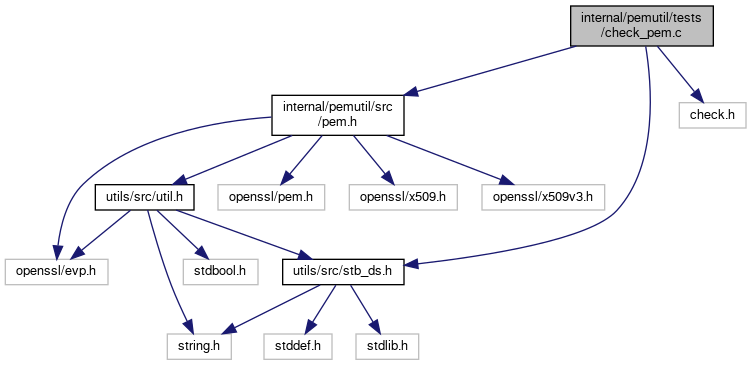 internal/pemutil/tests
/check_pem.c
internal/pemutil/src
/pem.h
check.h
utils/src/util.h
openssl/pem.h
openssl/x509.h
openssl/x509v3.h
openssl/evp.h
stdbool.h
utils/src/stb_ds.h
string.h
stddef.h
stdlib.h